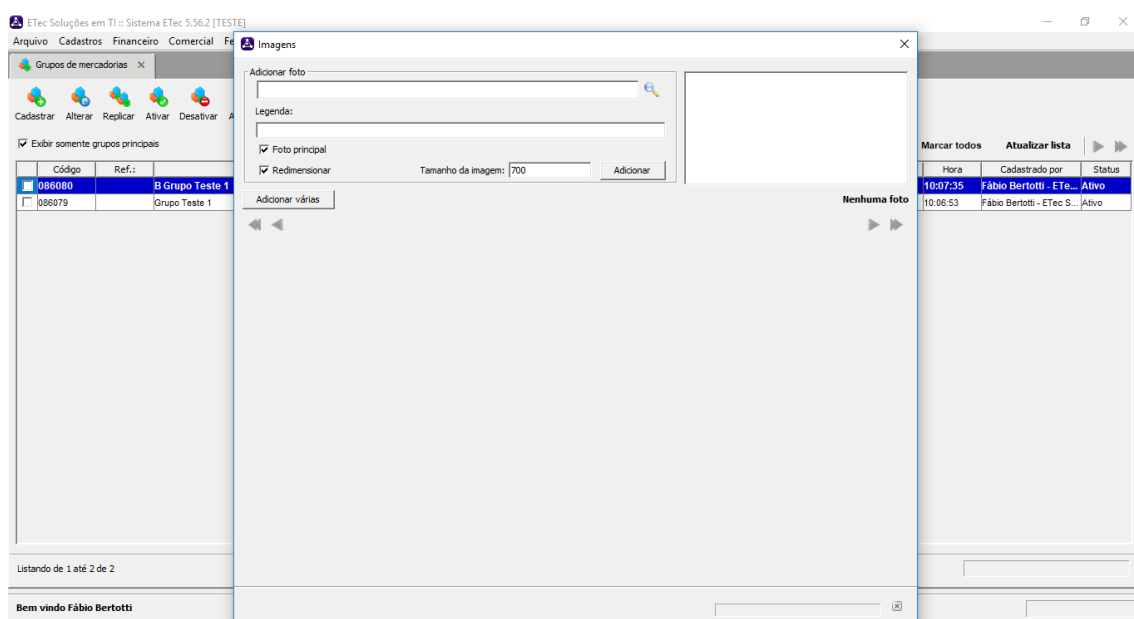 ETec Soluções em TI :: Sistema ETec 5.56.2 [TESTE]
Arquivo Cadastros Financeiro Comercial Fe
Grupos de mercadorias
Cadastrar Alterar Replicar Ativar Desativar A
Exibir somente grupos principais
Marcar todos Atualizar lista
Código Ref.: Hora Cadastrado por Status
086080 B Grupo Teste 1 10:07:35 Fábio Bertotti - ETe... Ativo
086079 Grupo Teste 1 10:06:53 Fábio Bertotti - ETec S... Ativo
Listando de 1 até 2 de 2
Bem vindo Fábio Bertotti
Imagens
Adicionar foto
Legenda:
Foto principal
Redimensionar Tamanho da imagem: 700 Adicionar
Adicionar várias Nenhuma foto